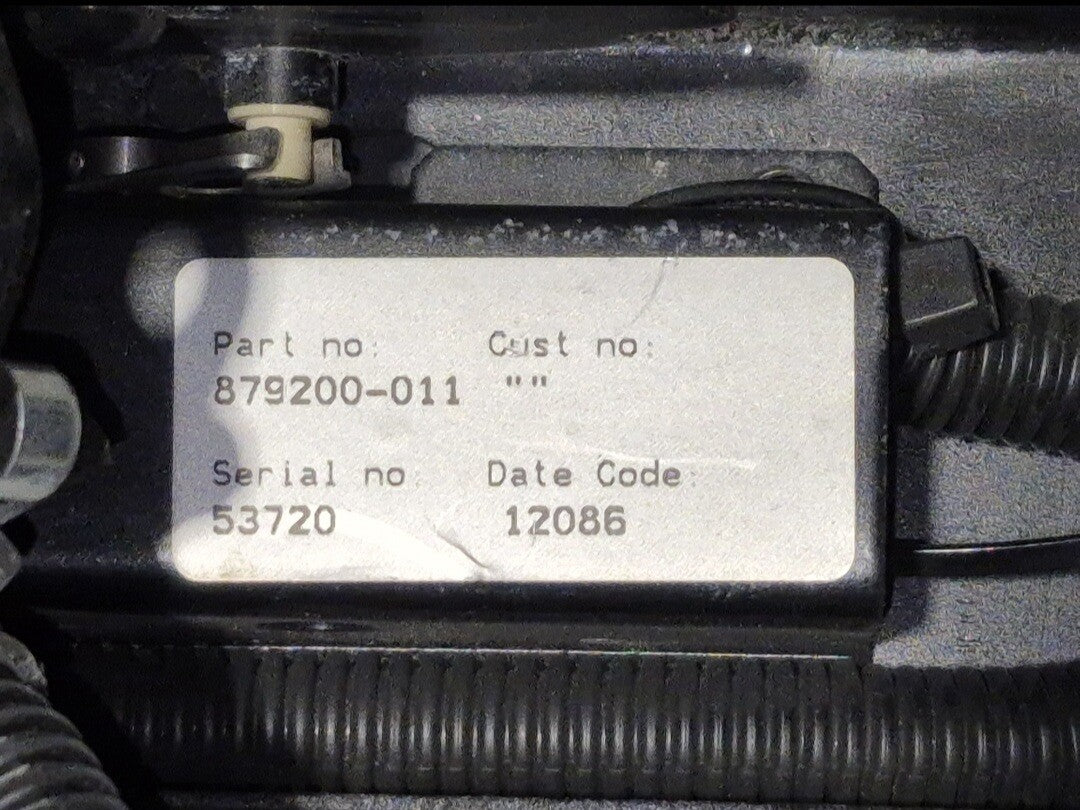 Part no: Cust no:
879200-011 ""
Serial no: Date Code:
53720 12086